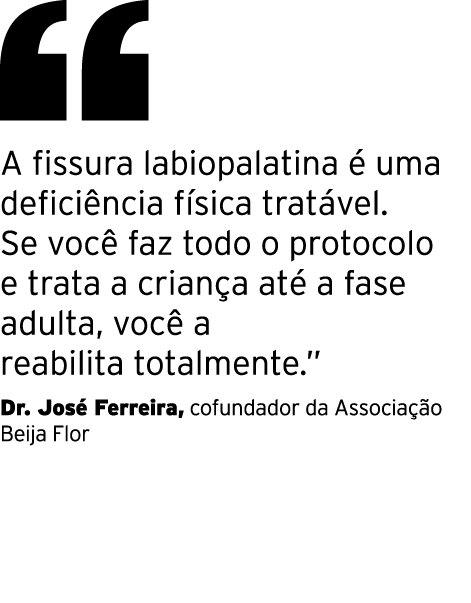 “
A fissura labiopalatina é uma
deficiência física tratável.
Se você faz todo o protocolo
e trata a criança até a fase
adulta, você a
reabilita totalmente.”
Dr. José Ferreira, cofundador da Associação
Beija Flor